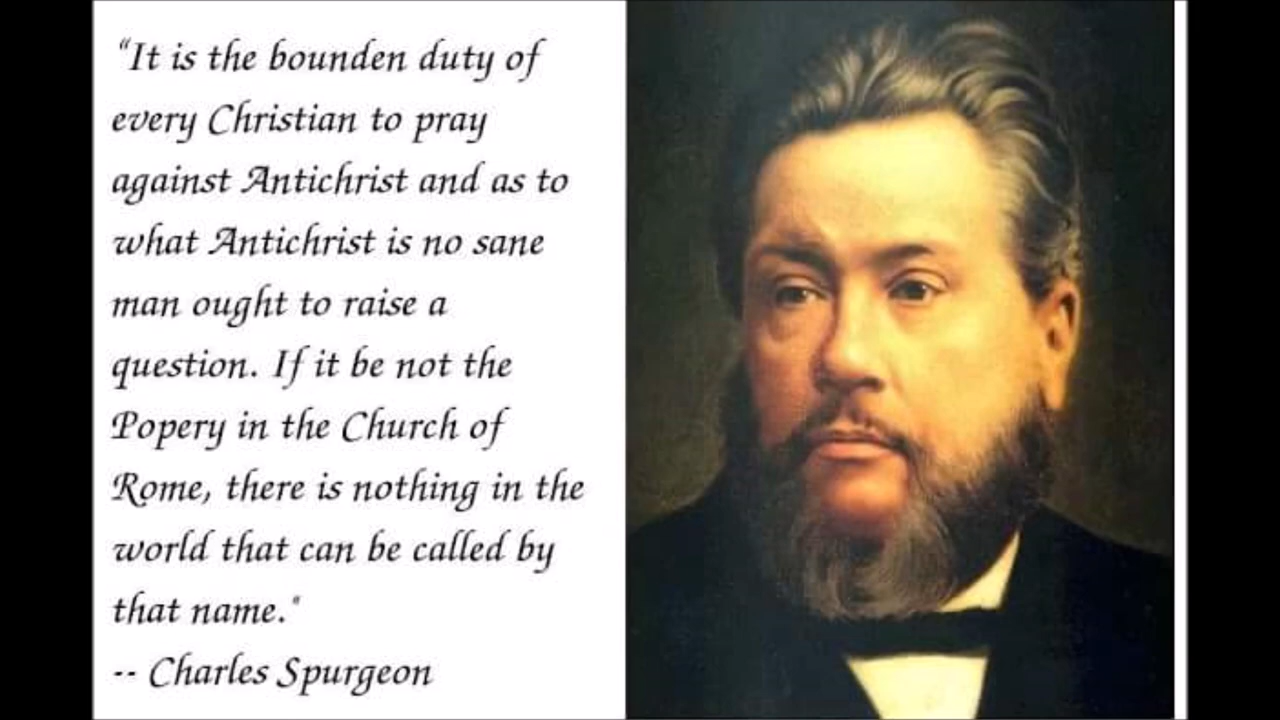 “It is the bounden duty of
every Christian to pray
against Antichrist and as to
what Antichrist is no sane
man ought to raise a
question. If it be not the
Popery in the Church of
Rome, there is nothing in the
world that can be called by
that name."
-- Charles Spurgeon